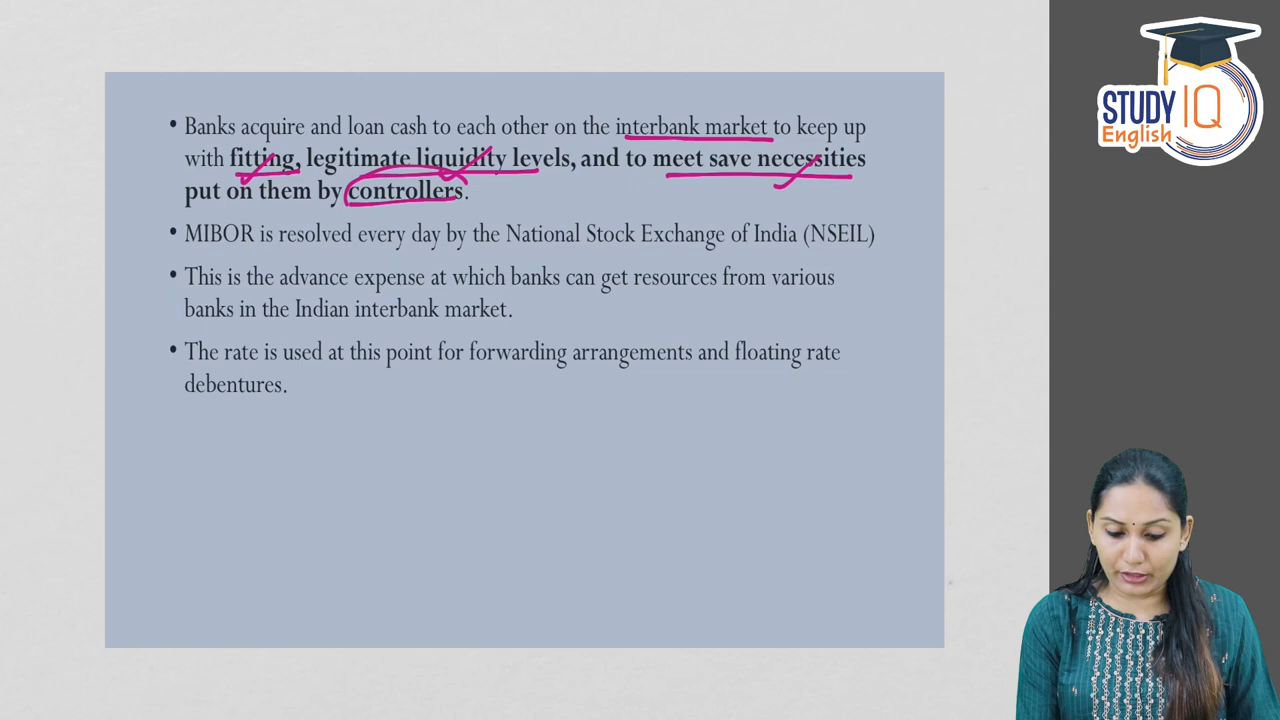 • Banks acquire and loan cash to each other on the interbank market to keep up
with fitting, legitimate liquidity levels, and to meet save necessities
put on them by controllers.
• MIBOR is resolved every day by the National Stock Exchange of India (NSEIL)
• This is the advance expense at which banks can get resources from various
banks in the Indian interbank market.
• The rate is used at this point for forwarding arrangements and floating rate
debentures.
STUDY IQ
English